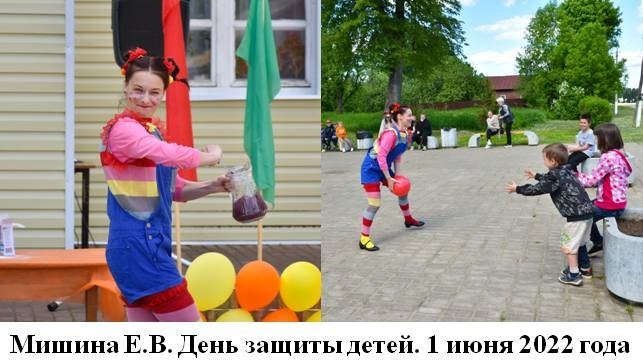 Мишина Е.В. День защиты детей. 1 июня 2022 года